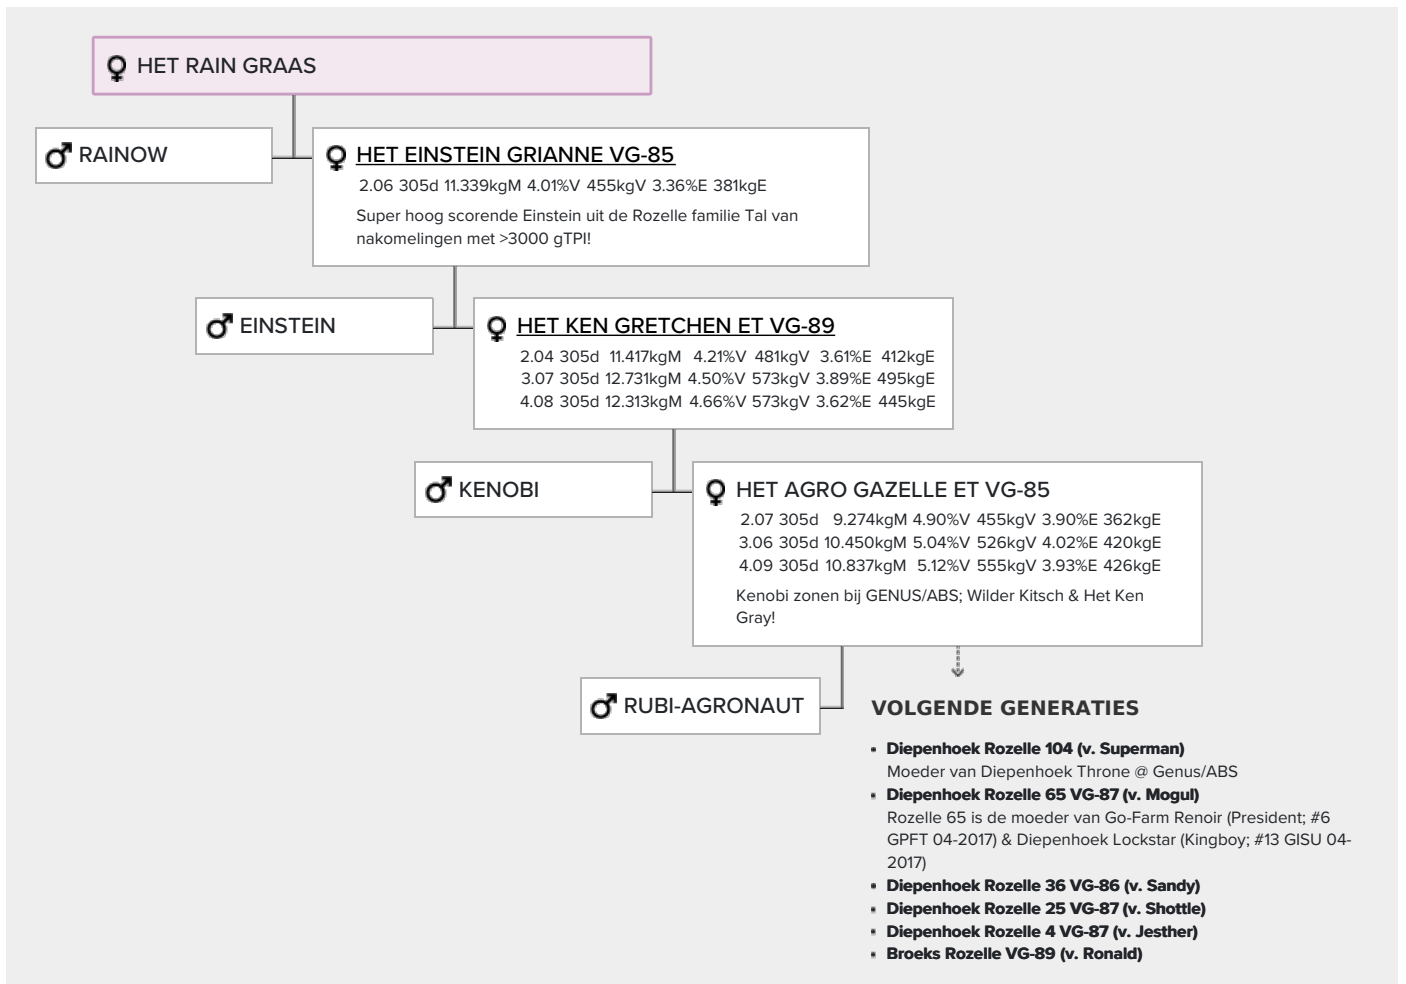 HET RAIN GRAAS
RAINOW
HET EINSTEIN GRIANNE VG-85
2.06 305d 11.339kgM 4.01%V 455kgV 3.36%E 381kgE
Super hoog scorende Einstein uit de Rozelle familie Tal van
nakomelingen met >3000 gTPI!
EINSTEIN
HET KEN GRETCHEN ET VG-89
2.04 305d 11.417kgM 4.21%V 481kgV 3.61%E 412kgE
3.07 305d 12.731kgM 4.50%V 573kgV 3.89%E 495kgE
4.08 305d 12.313kgM 4.66%V 573kgV 3.62%E 445kgE
KENOBI
HET AGRO GAZELLE ET VG-85
2.07 305d 9.274kgM 4.90%V 455kgV 3.90%E 362kgE
3.06 305d 10.450kgM 5.04%V 526kgV 4.02%E 420kgE
4.09 305d 10.837kgM 5.12%V 555kgV 3.93%E 426kgE
Kenobi zonen bij GENUS/ABS; Wilder Kitsch & Het Ken
Gray!
RUBI-AGRONAUT
VOLGENDE GENERATIES
Diepenhoek Rozelle 104 (v. Superman)
Moeder van Diepenhoek Throne @ Genus/ABS
Diepenhoek Rozelle 65 VG-87 (v. Mogul)
Rozelle 65 is de moeder van Go-Farm Renoir (President; #6
GPFT 04-2017) & Diepenhoek Lockstar (Kingboy; #13 GISU 04-
2017)
Diepenhoek Rozelle 36 VG-86 (v. Sandy)
Diepenhoek Rozelle 25 VG-87 (v. Shottle)
Diepenhoek Rozelle 4 VG-87 (v. Jesther)
Broeks Rozelle VG-89 (v. Ronald)